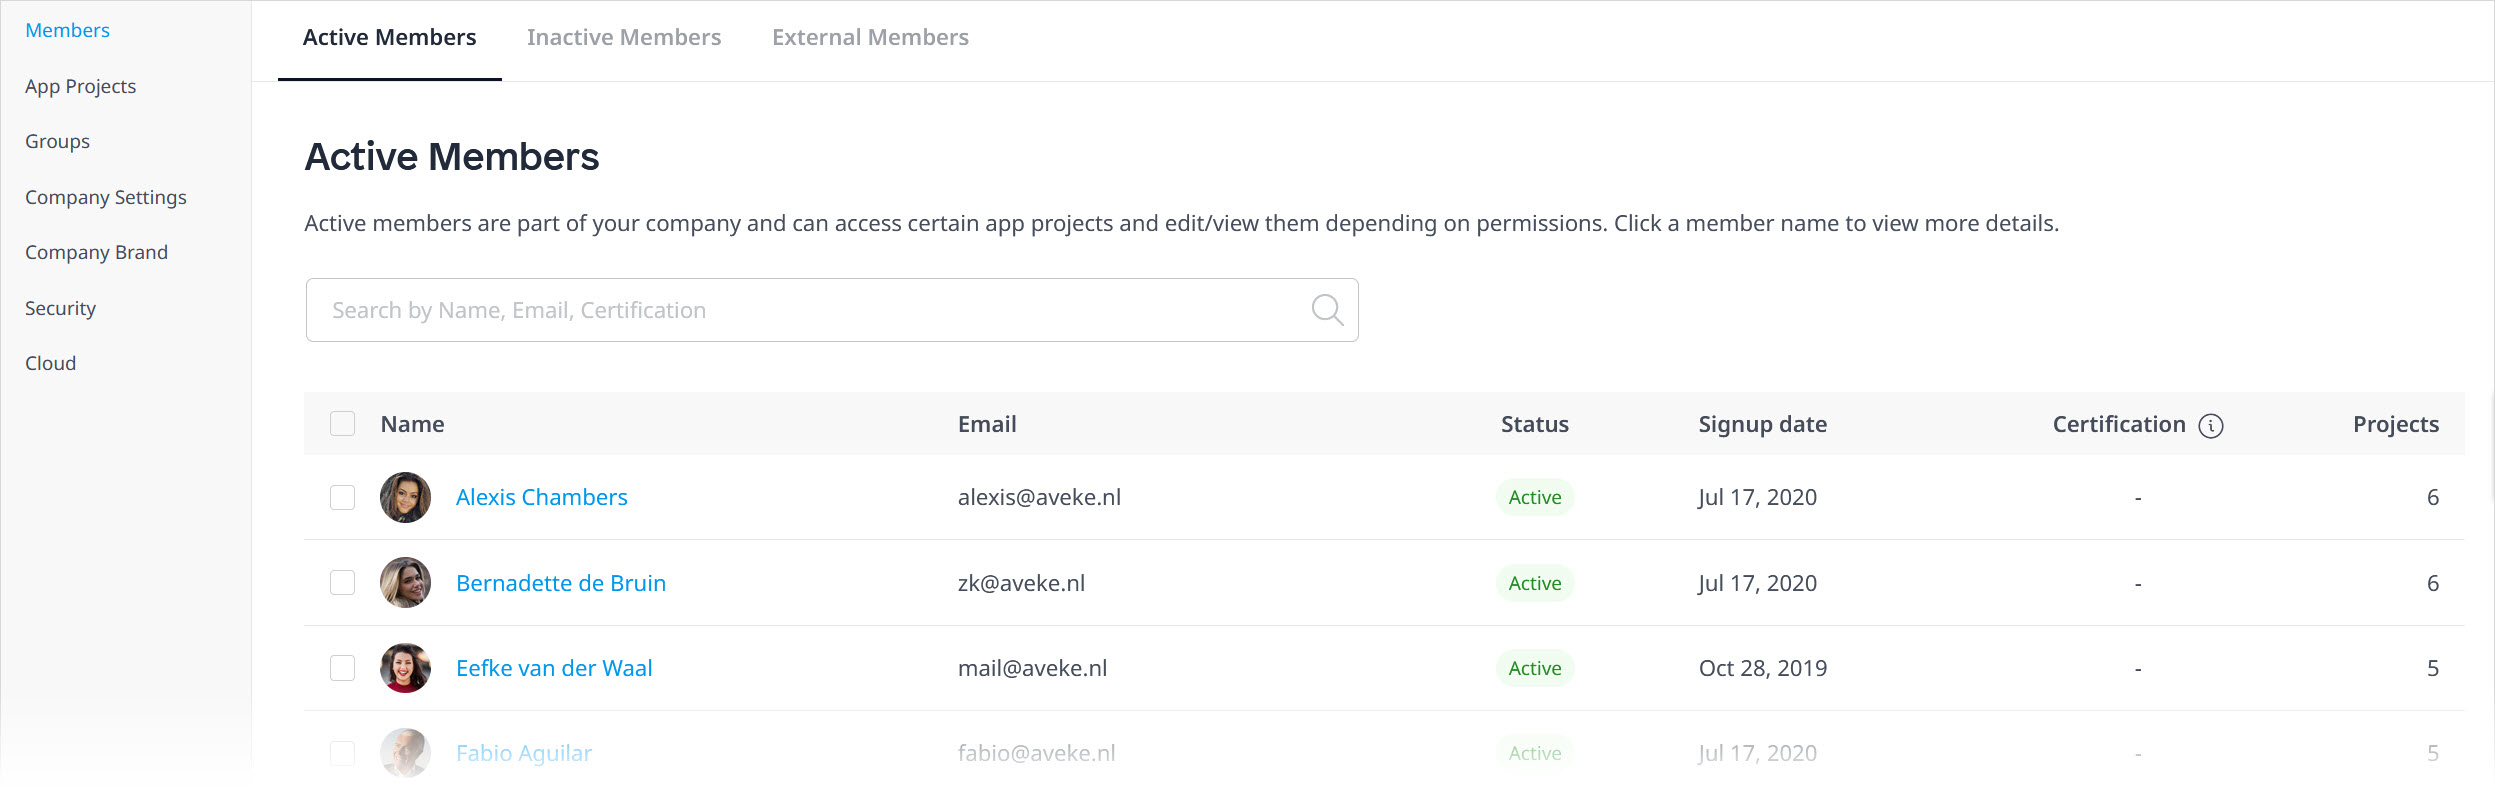 Members
App Projects
Groups
Company Settings
Company Brand
Security
Cloud
Active Members Inactive Members External Members
Active Members
Active members are part of your company and can access certain app projects and edit/view them depending on permissions. Click a member name to view more details.
Search by Name, Email, Certification
Name Email Status Signup date Certification i Projects
Alexis Chambers alexis@aveke.nl Active Jul 17, 2020 - 6
Bernadette de Bruin zk@aveke.nl Active Jul 17, 2020 - 6
Eefke van der Waal mail@aveke.nl Active Oct 28, 2019 - 5
Fabio Aguilar fabio@aveke.nl Active Jul 17, 2020 - 5